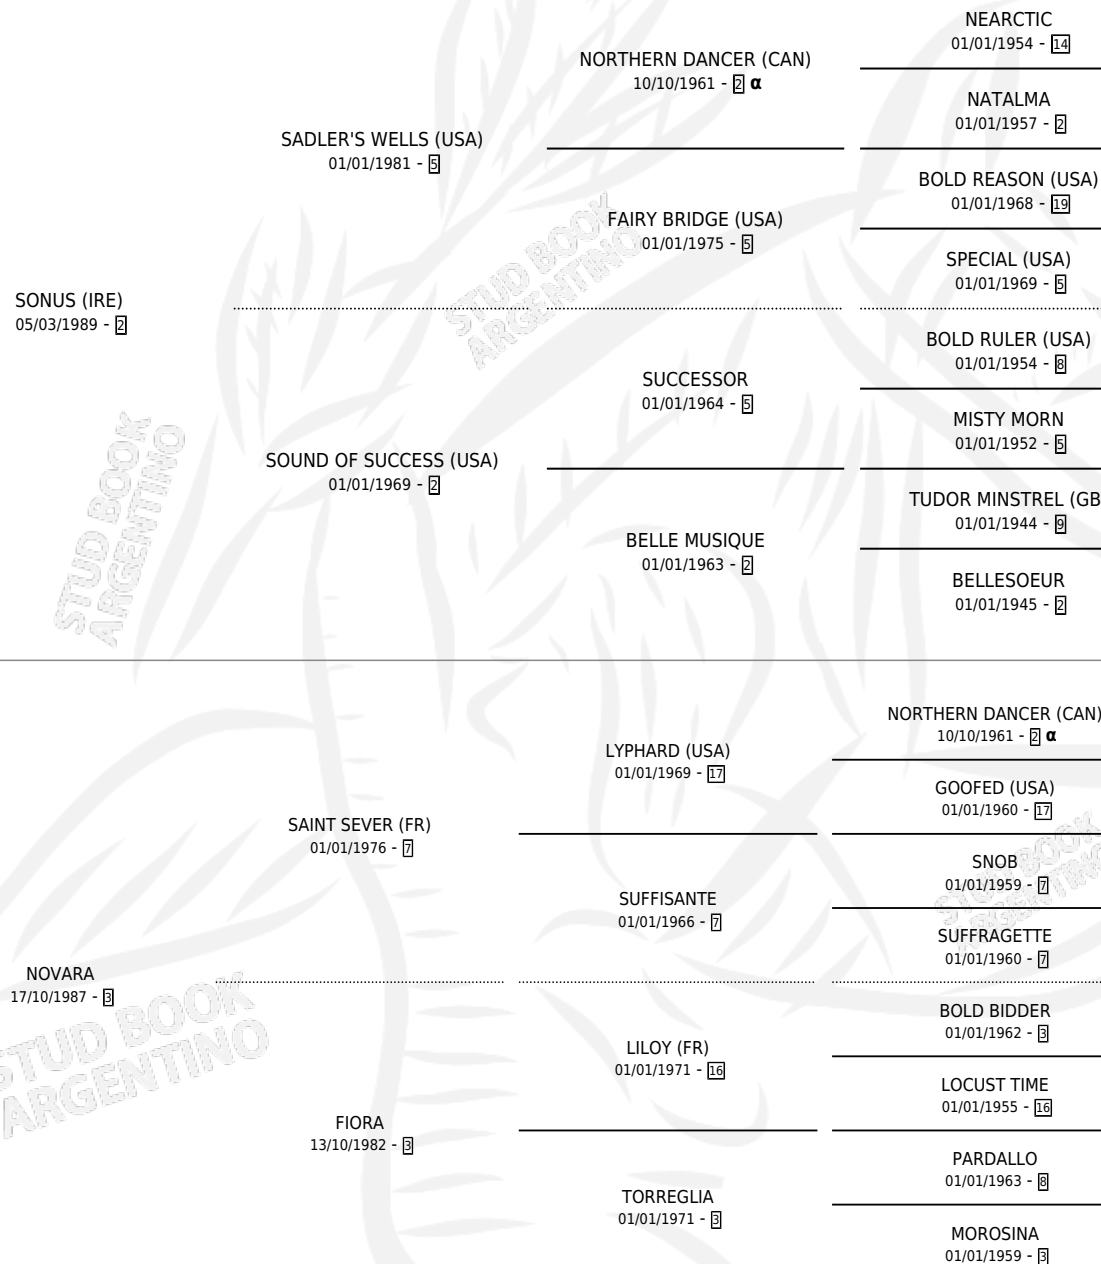 NEARCTIC
01/01/1954 - 14
NORTHERN DANCER (CAN)
10/10/1961 - 2 α
NATALMA
01/01/1957 - 2
SADLER'S WELLS (USA)
01/01/1981 - 5
BOLD REASON (USA)
01/01/1968 - 19
FAIRY BRIDGE (USA)
01/01/1975 - 5
SPECIAL (USA)
01/01/1969 - 5
SONUS (IRE)
05/03/1989 - 2
BOLD RULER (USA)
01/01/1954 - 8
SUCCESSOR
01/01/1964 - 5
MISTY MORN
01/01/1952 - 5
SOUND OF SUCCESS (USA)
01/01/1969 - 2
TUDOR MINSTREL (GB
01/01/1944 - 9
BELLE MUSIQUE
01/01/1963 - 2
BELLESOEUR
01/01/1945 - 2
NORTHERN DANCER (CAN)
10/10/1961 - 2 α
LYPHARD (USA)
01/01/1969 - 17
GOOFED (USA)
01/01/1960 - 17
SAINT SEVER (FR)
01/01/1976 - 7
SNOB
01/01/1959 - 7
SUFFISANTE
01/01/1966 - 7
SUFFRAGETTE
01/01/1960 - 7
NOVARA
17/10/1987 - 3
BOLD BIDDER
01/01/1962 - 3
LILOY (FR)
01/01/1971 - 16
LOCUST TIME
01/01/1955 - 16
FIORA
13/10/1982 - 3
PARDALLO
01/01/1963 - 8
TORREGLIA
01/01/1971 - 3
MOROSINA
01/01/1959 - 3
STUD BOOK
ARGENTINO
STUD BOOK
ARGENTINO
STUD BOOK
ARGENTINO
STUD BOOK
ARGENTINO